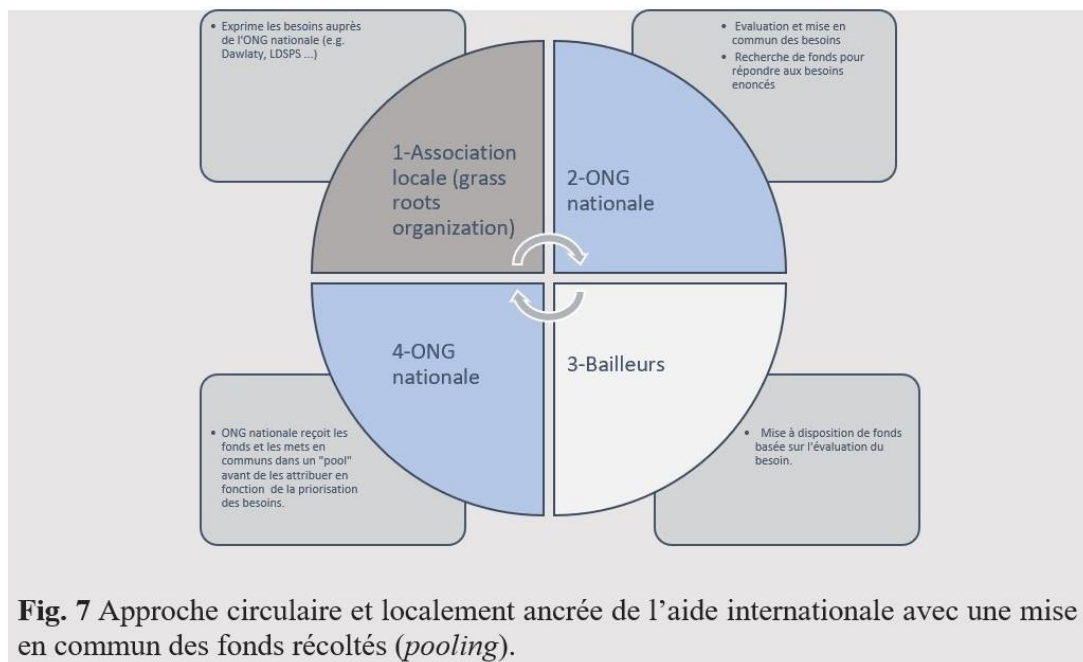 • Exprime les besoins auprès
de l'ONG nationale (e.g.
Dawlaty, LDSPS ...)
• Evaluation et mise en
commun des besoins
• Recherche de fonds pour
répondre aux besoins
enoncés
1-Association
locale (grass
roots
organization)
2-ONG
nationale
4-ONG
nationale
3-Bailleurs
• ONG nationale reçoit les
fonds et les mets en
communs dans un "pool"
avant de les attribuer en
fonction de la priorisation
des besoins.
• Mise à disposition de fonds
basée sur l'évaluation du
besoin.
Fig. 7 Approche circulaire et localement ancrée de l’aide internationale avec une mise
en commun des fonds récoltés (pooling).